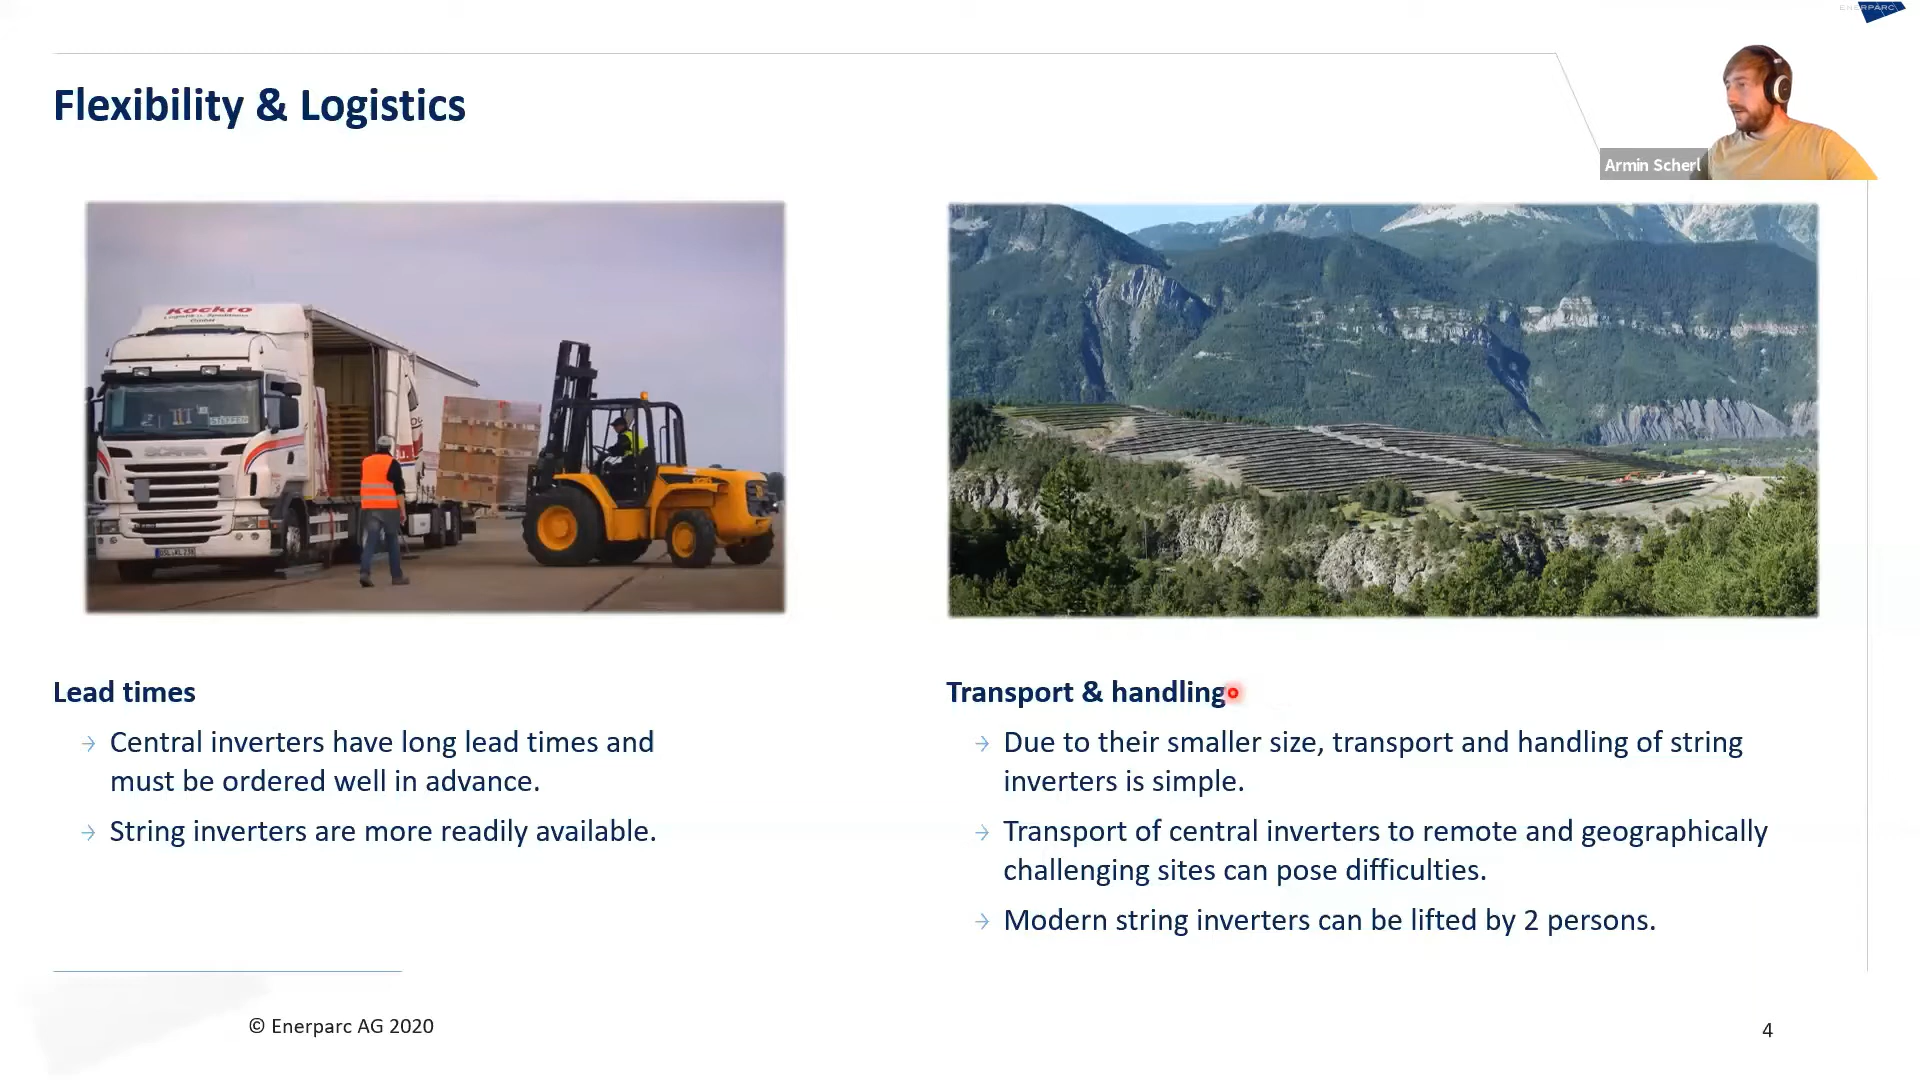 ENERPARC
Flexibility & Logistics
Armin Scherl
Kockro
SCANIA
Lead times
→ Central inverters have long lead times and
must be ordered well in advance.
→ String inverters are more readily available.
Transport & handling
→ Due to their smaller size, transport and handling of string
inverters is simple.
→ Transport of central inverters to remote and geographically
challenging sites can pose difficulties.
→ Modern string inverters can be lifted by 2 persons.
© Enerparc AG 2020
4